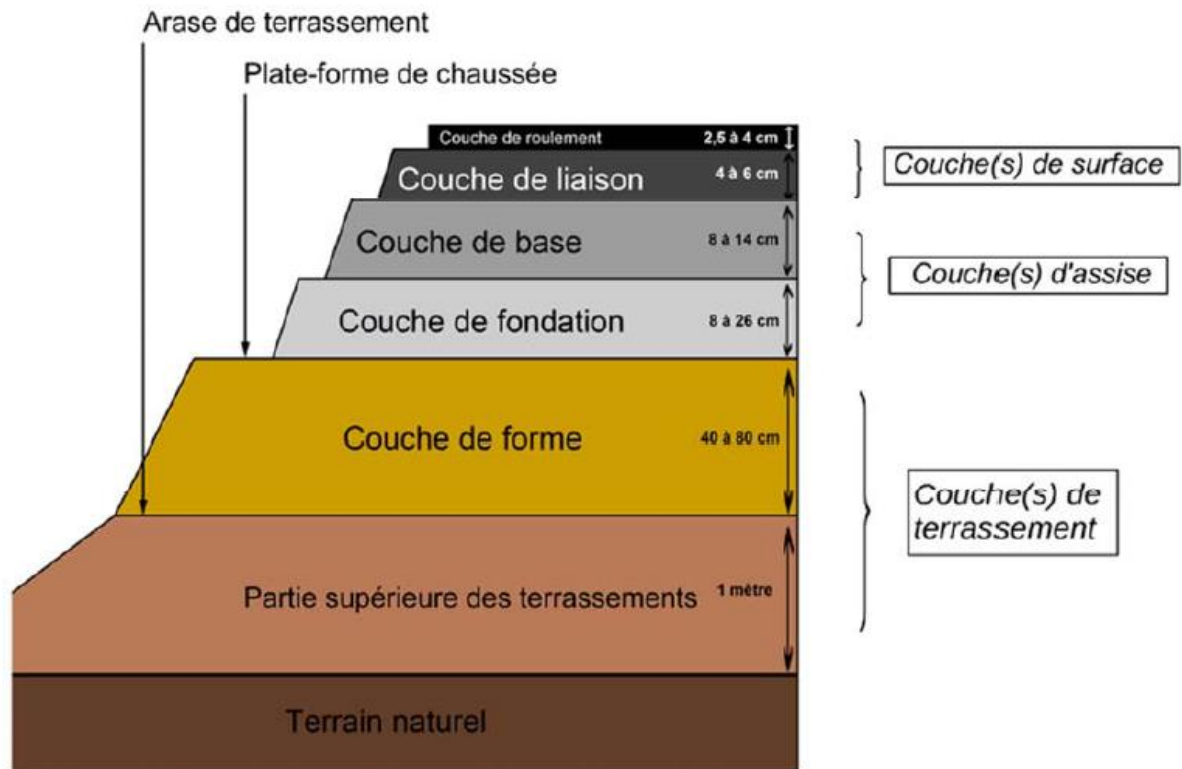 Arase de terrassement
Plate-forme de chaussée
Couche de roulement 2,5 à 4 cm
Couche de liaison 4 à 6 cm
Couche(s) de surface
Couche de base 8 à 14 cm
Couche(s) d'assise
Couche de fondation 8 à 26 cm
Couche de forme 40 à 80 cm
Couche(s) de
terrassement
Partie supérieure des terrassements 1 mètre
Terrain naturel